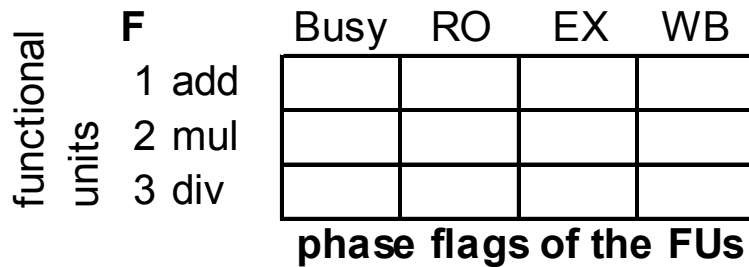 functional
units
F Busy RO EX WB
1 add
2 mul
3 div
phase flags of the FUs